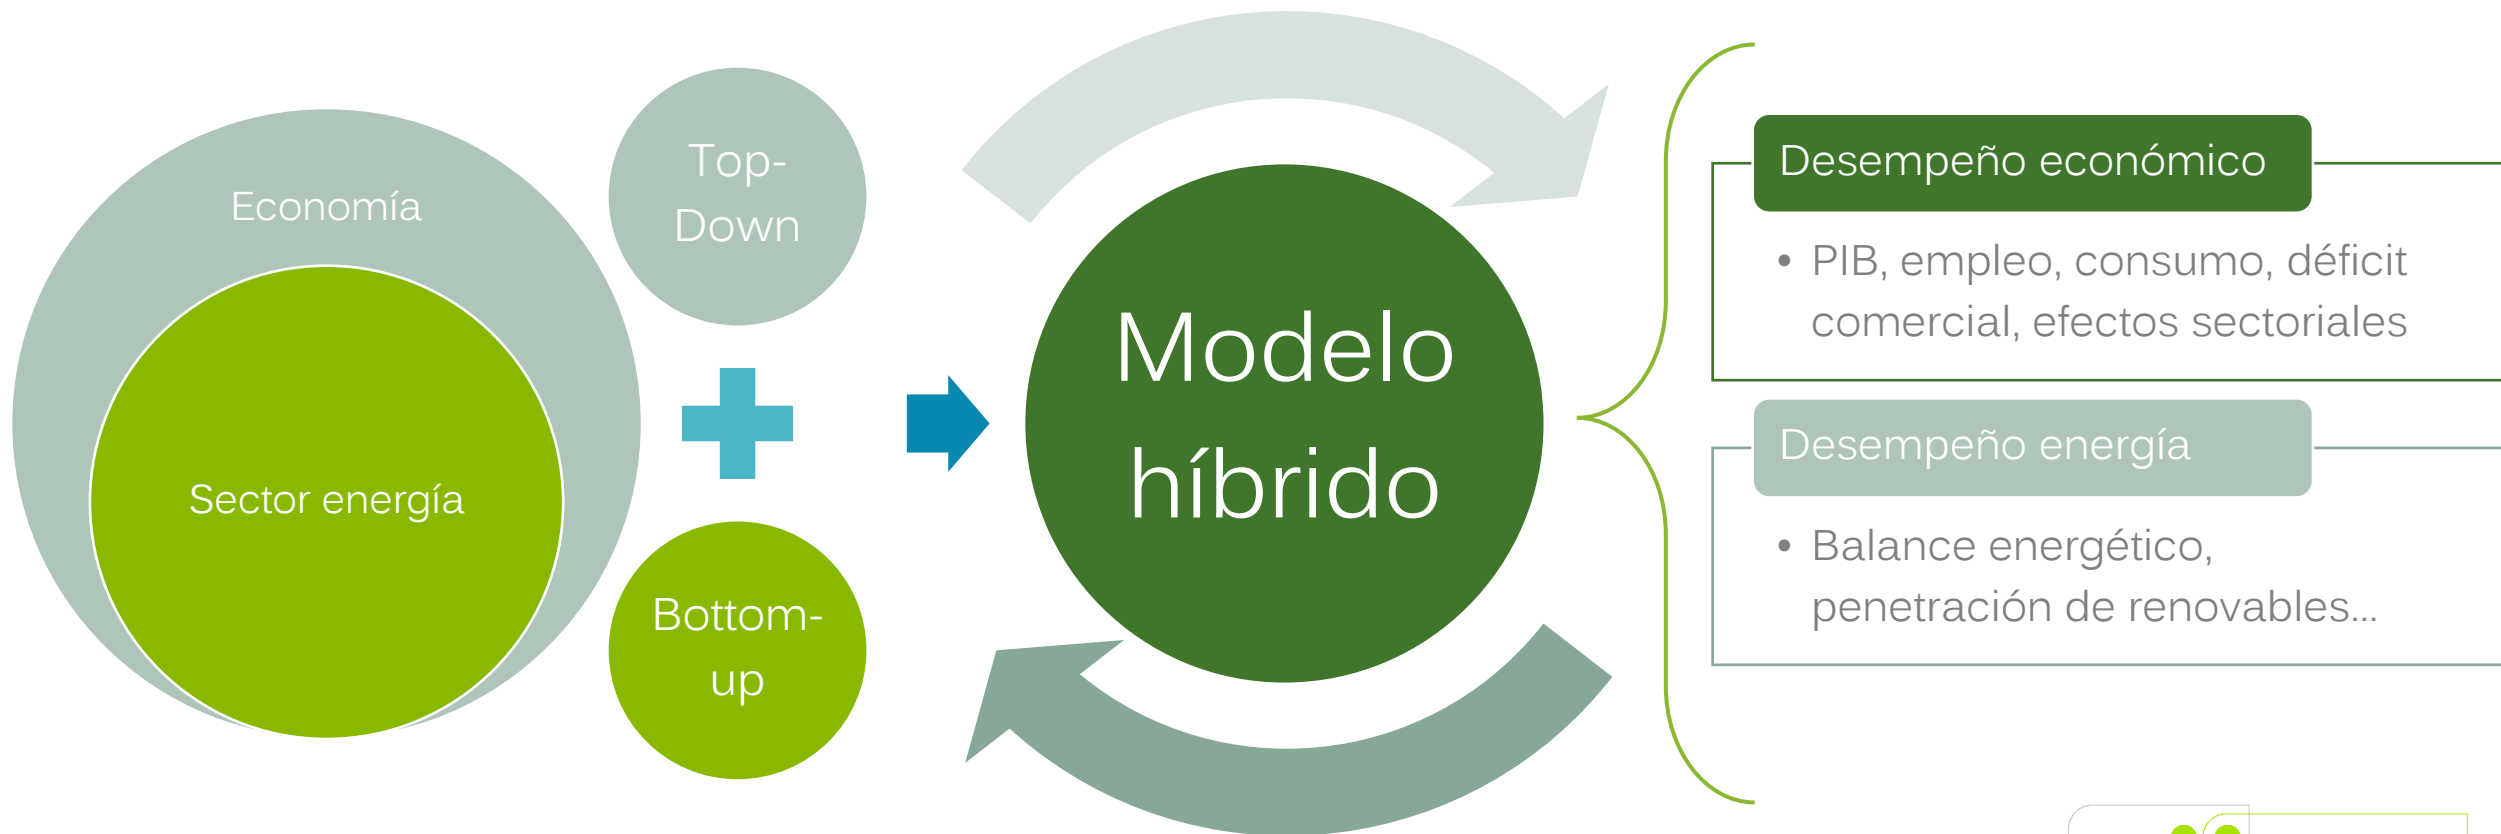 Economía
Sector energía
Top-
Down
Bottom-
up
Modelo
híbrido
Desempeño económico
• PIB, empleo, consumo, déficit
comercial, efectos sectoriales
Desempeño energía
• Balance energético,
penetración de renovables...